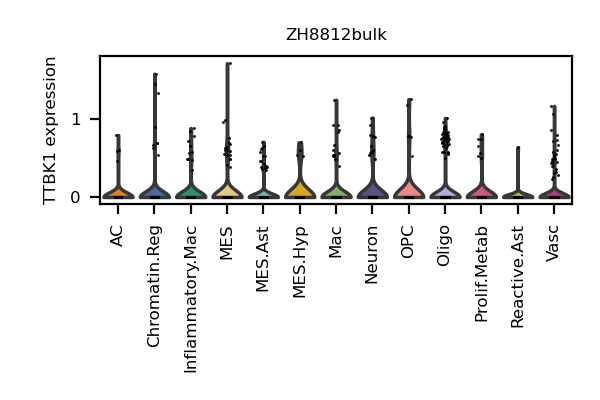 ZH8812bulk
TTBK1 expression
1
0
AC
Chromatin.Reg
Inflammatory.Mac
MES
MES.Ast
MES.Hyp
Mac
Neuron
OPC
Oligo
Prolif.Metab
Reactive.Ast
Vasc